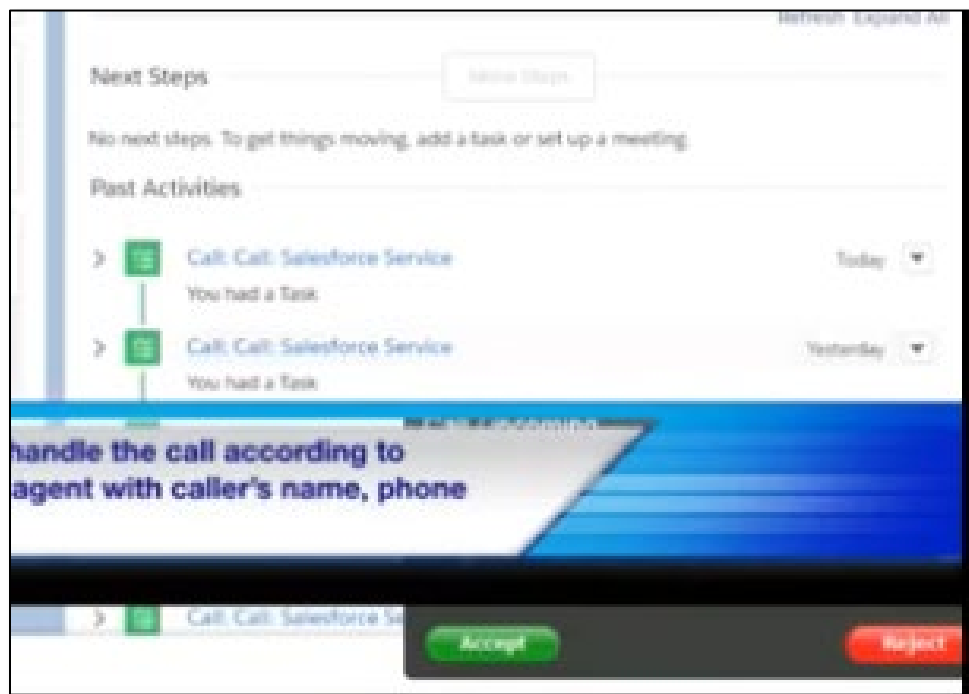 Refresh Expand All
Next Steps
More Steps
No next steps. To get things moving, add a task or set up a meeting.
Past Activities
Call: Call: Salesforce Service
Today
You had a Task
Call: Call: Salesforce Service
Yesterday
You had a Task
handle the call according to
agent with caller's name, phone
Call: Call: Salesforce Se
Accept
Reject